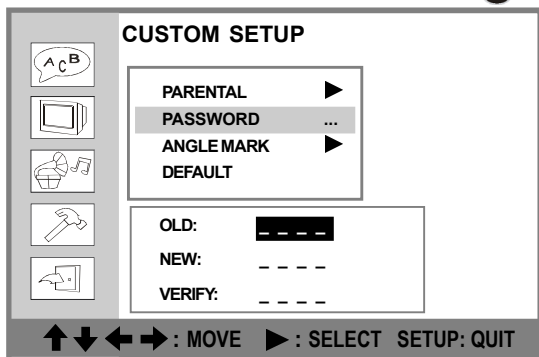 CUSTOM SETUP
A C B
PARENTAL ▶
PASSWORD ...
ANGLE MARK ▶
DEFAULT
OLD: _ _ _ _
NEW: _ _ _ _
VERIFY: _ _ _ _
↑ ↓ ← → : MOVE ▶ : SELECT SETUP: QUIT